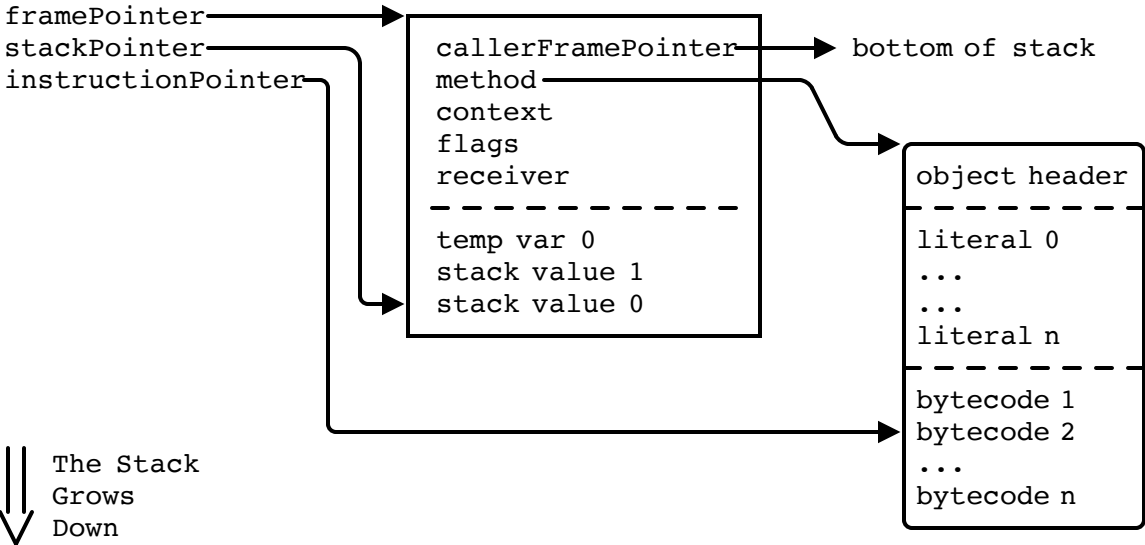 framePointer
stackPointer
instructionPointer
callerFramePointer
method
context
flags
receiver
temp var 0
stack value 1
stack value 0
bottom of stack
object header
literal 0
...
...
literal n
bytecode 1
bytecode 2
...
bytecode n
The Stack
Grows
Down